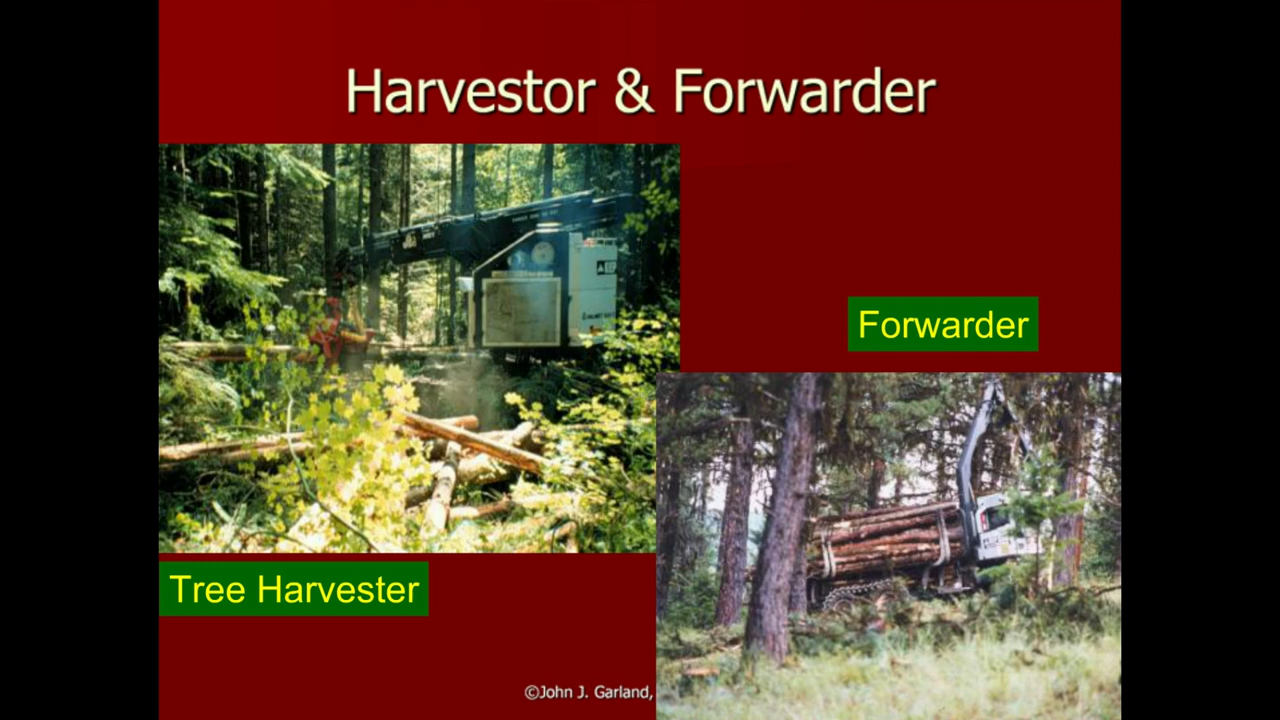 Harvestor & Forwarder
Forwarder
Tree Harvester
©John J. Garland,